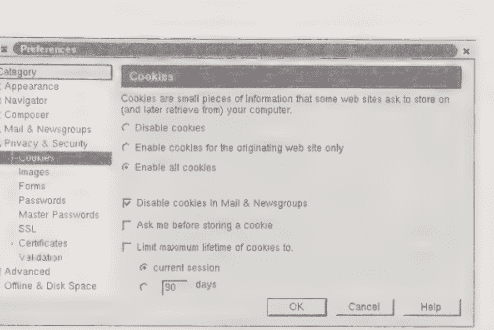 Preferences
Category
Appearance
Navigator
Composer
Mail & Newsgroups
Privacy & Security
Cookies
Images
Forms
Passwords
Master Passwords
SSL
Certificates
Validation
Advanced
Offline & Disk Space
Cookies
Cookies are small pieces of information that some web sites ask to store on
(and later retrieve from) your computer.
Disable cookies
Enable cookies for the originating web site only
Enable all cookies
Disable cookies in Mail & Newsgroups
Ask me before storing a cookie
Limit maximum lifetime of cookies to.
current session
90 days
OK Cancel Help